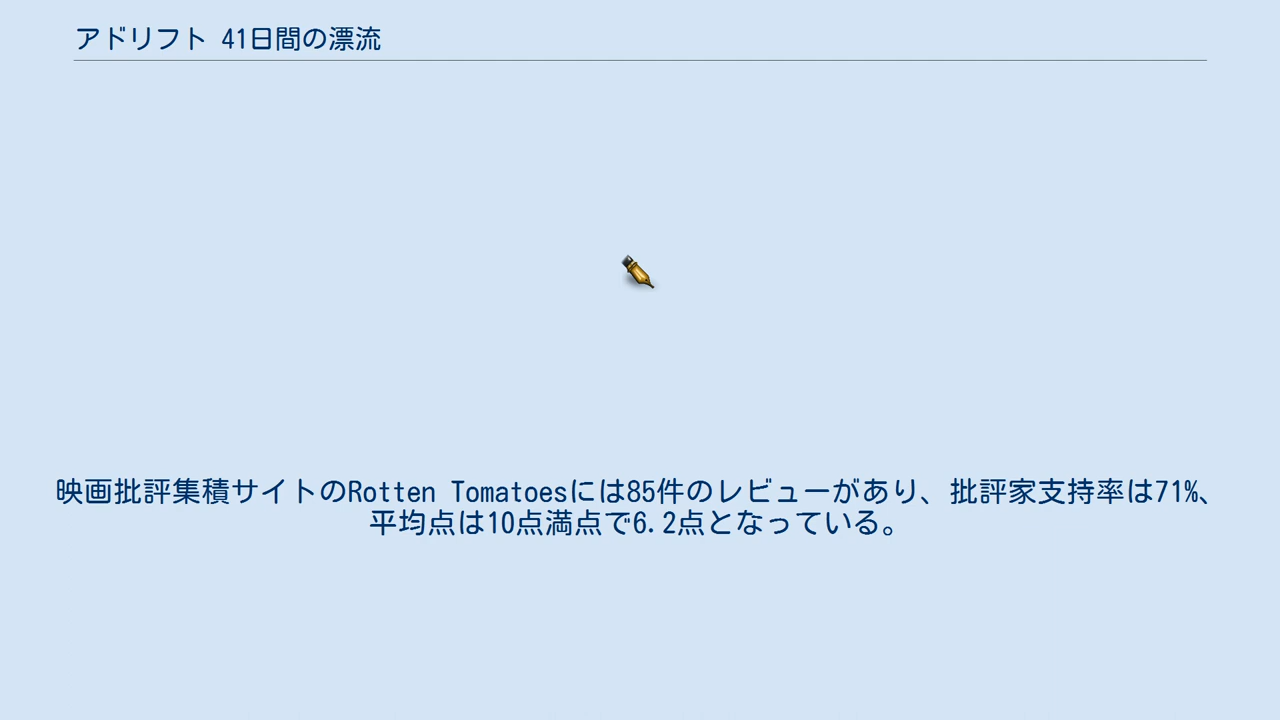 アドリフト 41日間の漂流
映画批評集積サイトのRotten Tomatoesには85件のレビューがあり、批評家支持率は71%、
平均点は10点満点で6.2点となっている。